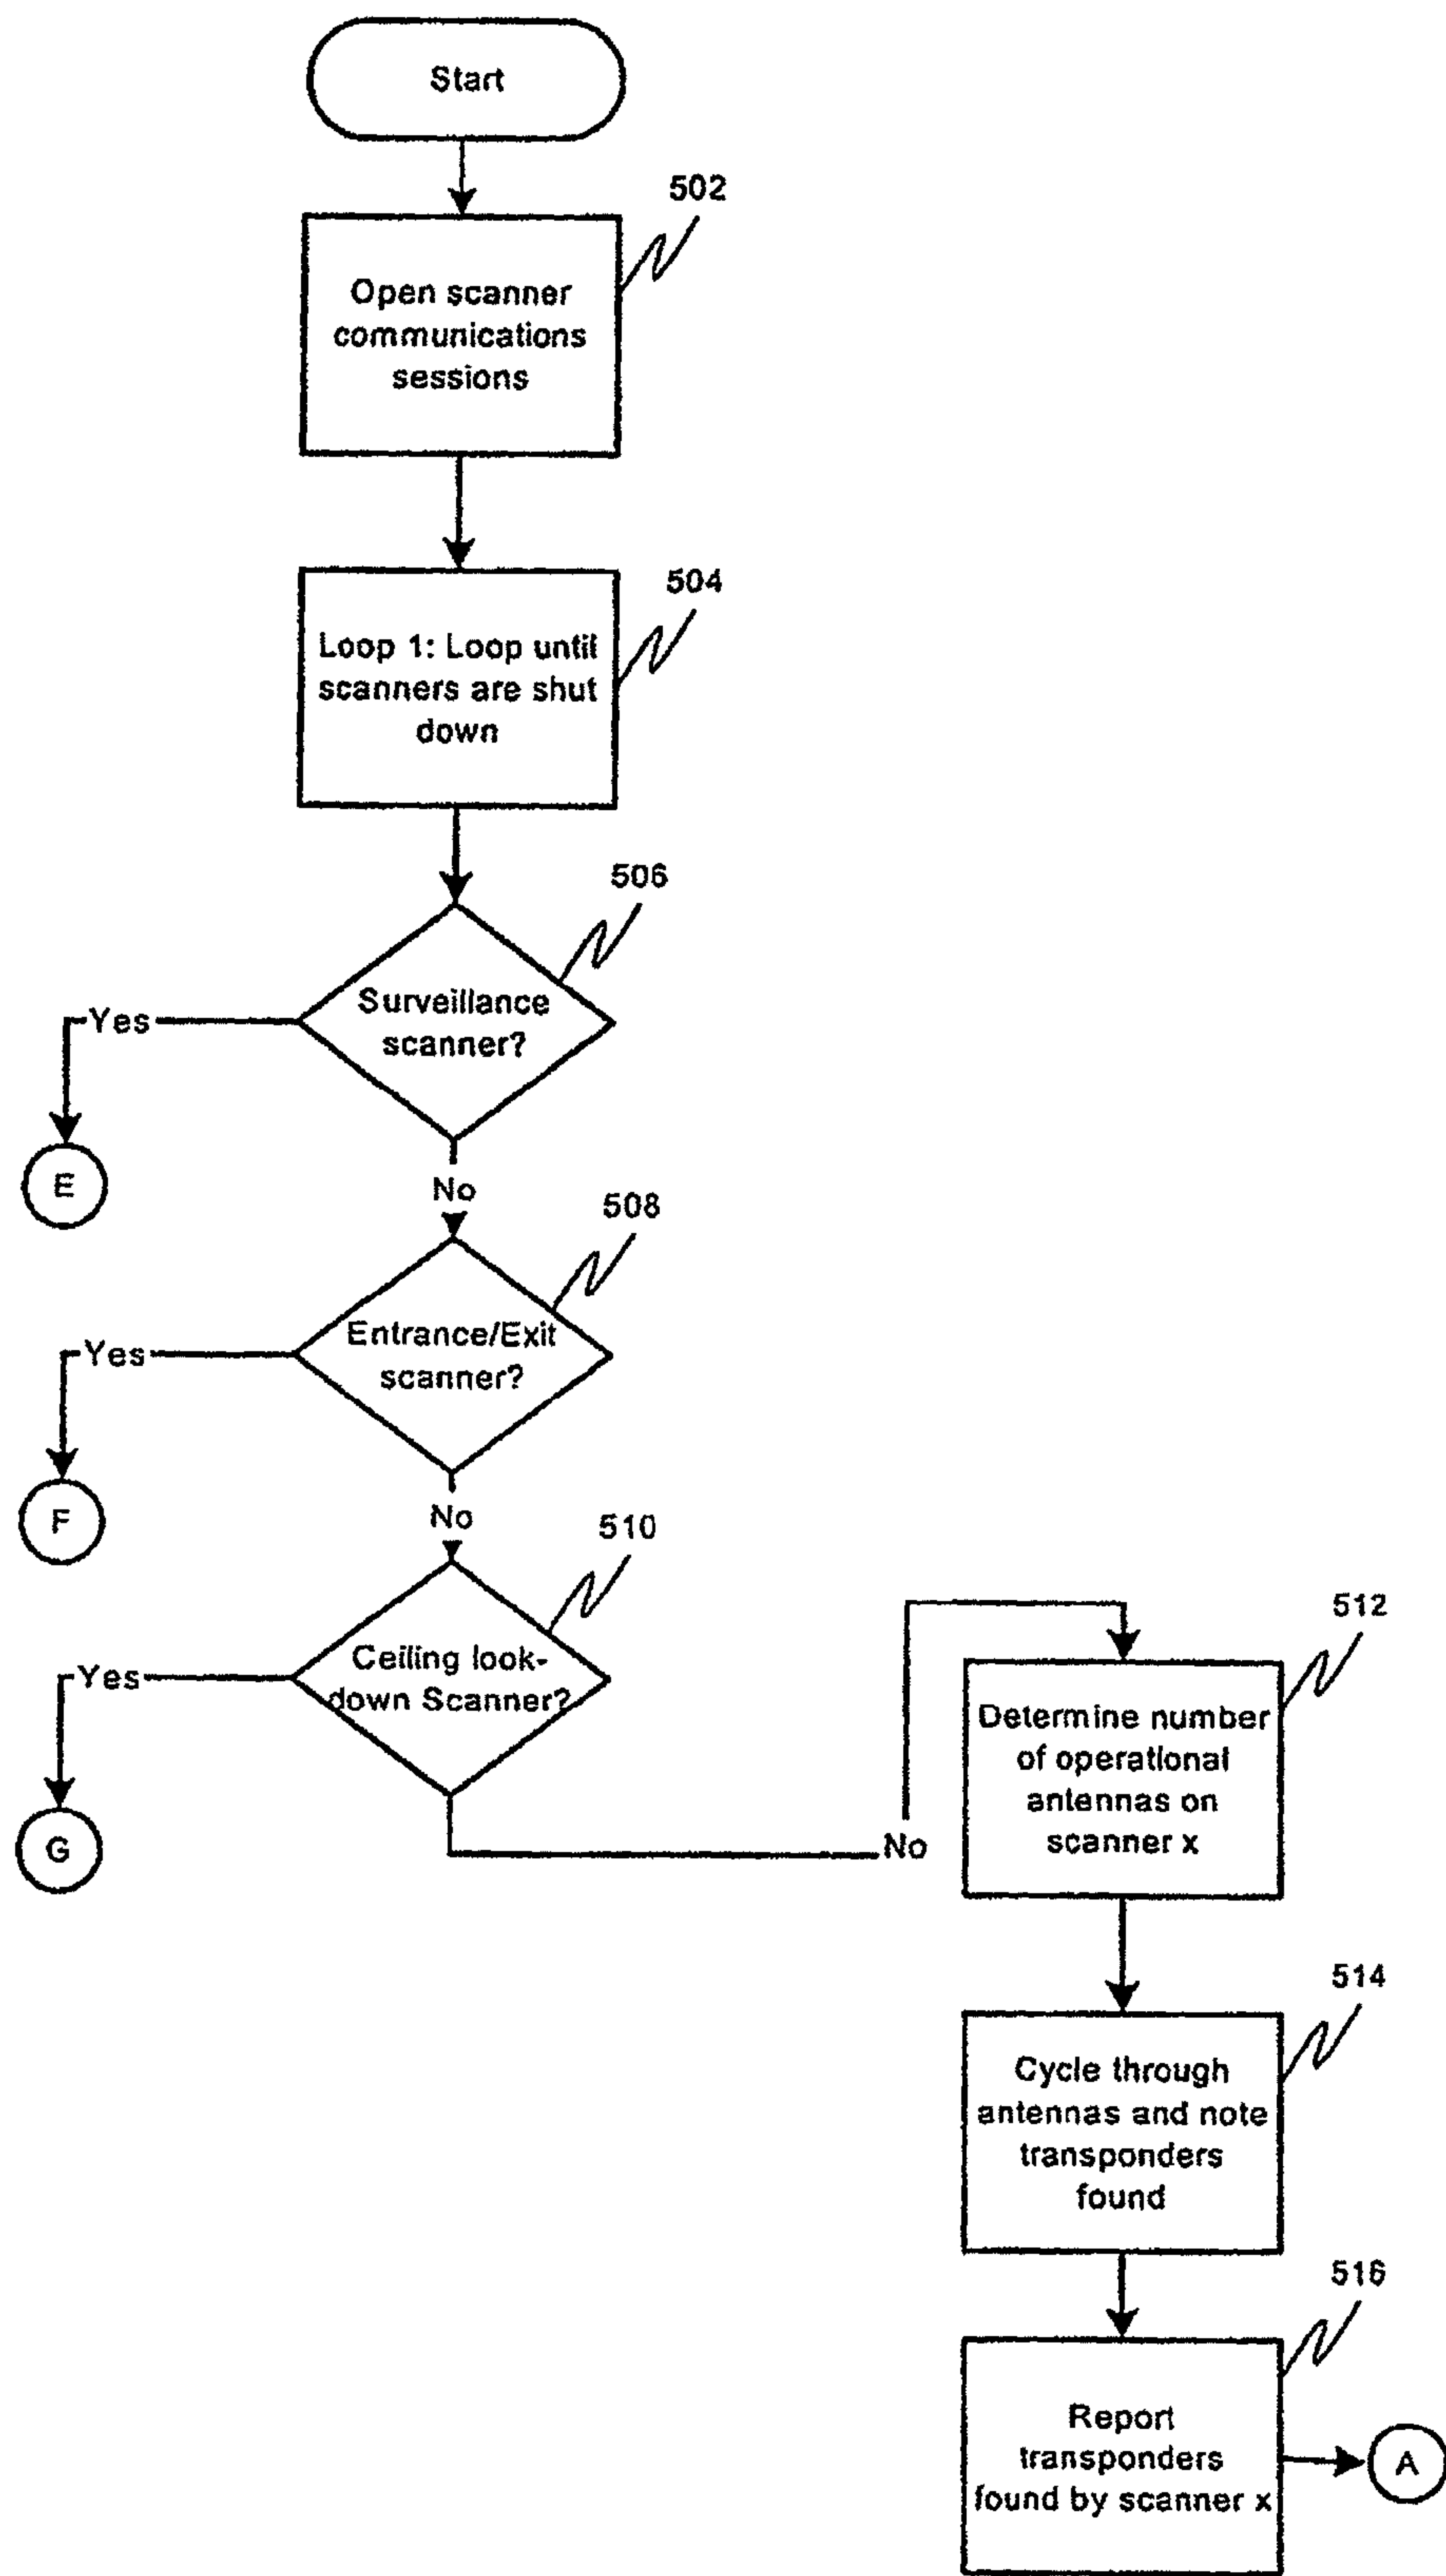 Start
502
Open scanner
communications
sessions
504
Loop 1: Loop until
scanners are shut
down
506
Surveillance
scanner?
Yes
E
No
508
Entrance/Exit
scanner?
Yes
F
No
510
Ceiling look-
down Scanner?
Yes
G
No
512
Determine number
of operational
antennas on
scanner x
514
Cycle through
antennas and note
transponders
found
516
Report
transponders
found by scanner x
A